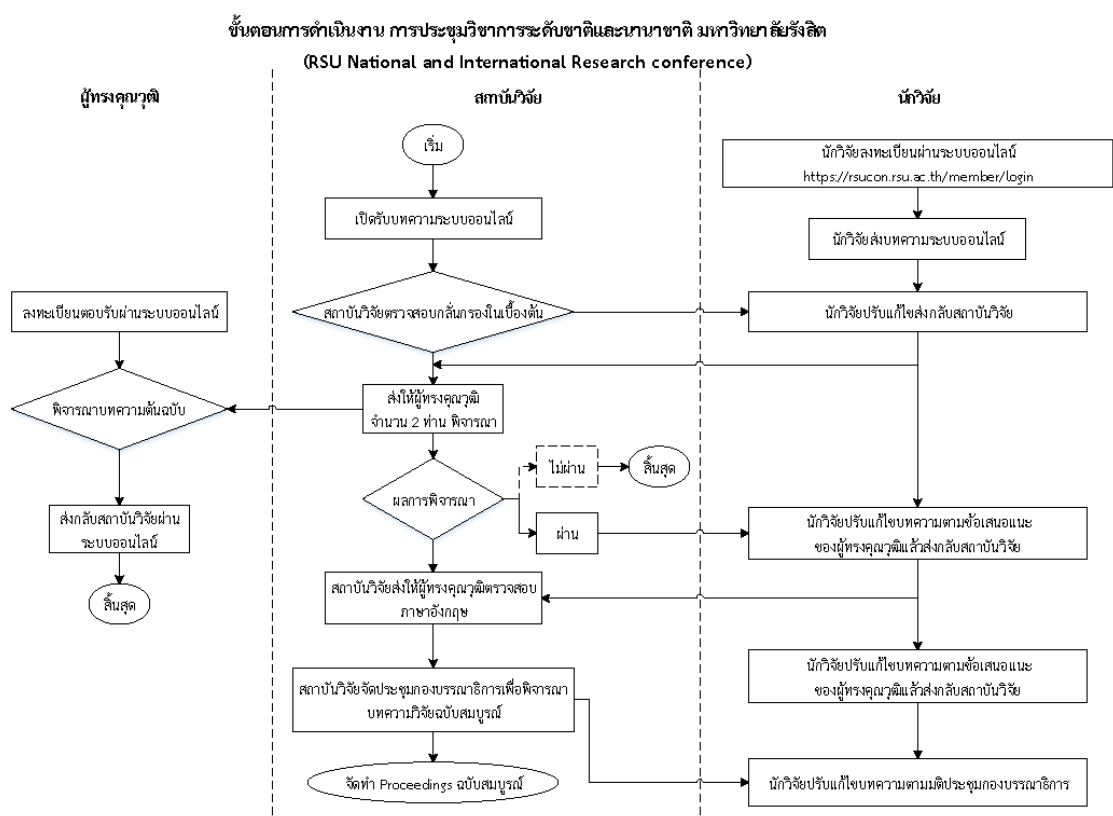 ขั้นตอนการดำเนินงาน การประชุมวิชาการระดับชาติและนานาชาติ มหาวิทยาลัยรังสิต
(RSU National and International Research conference)
ผู้ทรงคุณวุฒิ
ลงทะเบียนตอบรับผ่านระบบออนไลน์
พิจารณาบทความต้นฉบับ
ส่งกลับสถาบันวิจัยผ่าน
ระบบออนไลน์
สิ้นสุด
สถาบันวิจัย
เริ่ม
เปิดรับบทความระบบออนไลน์
สถาบันวิจัยตรวจสอบกลั่นกรองในเบื้องต้น
ส่งให้ผู้ทรงคุณวุฒิ
จำนวน 2 ท่าน พิจารณา
ผลการพิจารณา
ไม่ผ่าน
สิ้นสุด
ผ่าน
สถาบันวิจัยส่งให้ผู้ทรงคุณวุฒิตรวจสอบ
ภาษาอังกฤษ
สถาบันวิจัยจัดประชุมกองบรรณาธิการเพื่อพิจารณา
บทความวิจัยฉบับสมบูรณ์
จัดทำ Proceedings ฉบับสมบูรณ์
นักวิจัย
นักวิจัยลงทะเบียนผ่านระบบออนไลน์
https://rsucon.rsu.ac.th/member/login
นักวิจัยส่งบทความระบบออนไลน์
นักวิจัยปรับแก้ไขส่งกลับสถาบันวิจัย
นักวิจัยปรับแก้ไขบทความตามข้อเสนอแนะ
ของผู้ทรงคุณวุฒิแล้วส่งกลับสถาบันวิจัย
นักวิจัยปรับแก้ไขบทความตามข้อเสนอแนะ
ของผู้ทรงคุณวุฒิแล้วส่งกลับสถาบันวิจัย
นักวิจัยปรับแก้ไขบทความตามมติประชุมกองบรรณาธิการ